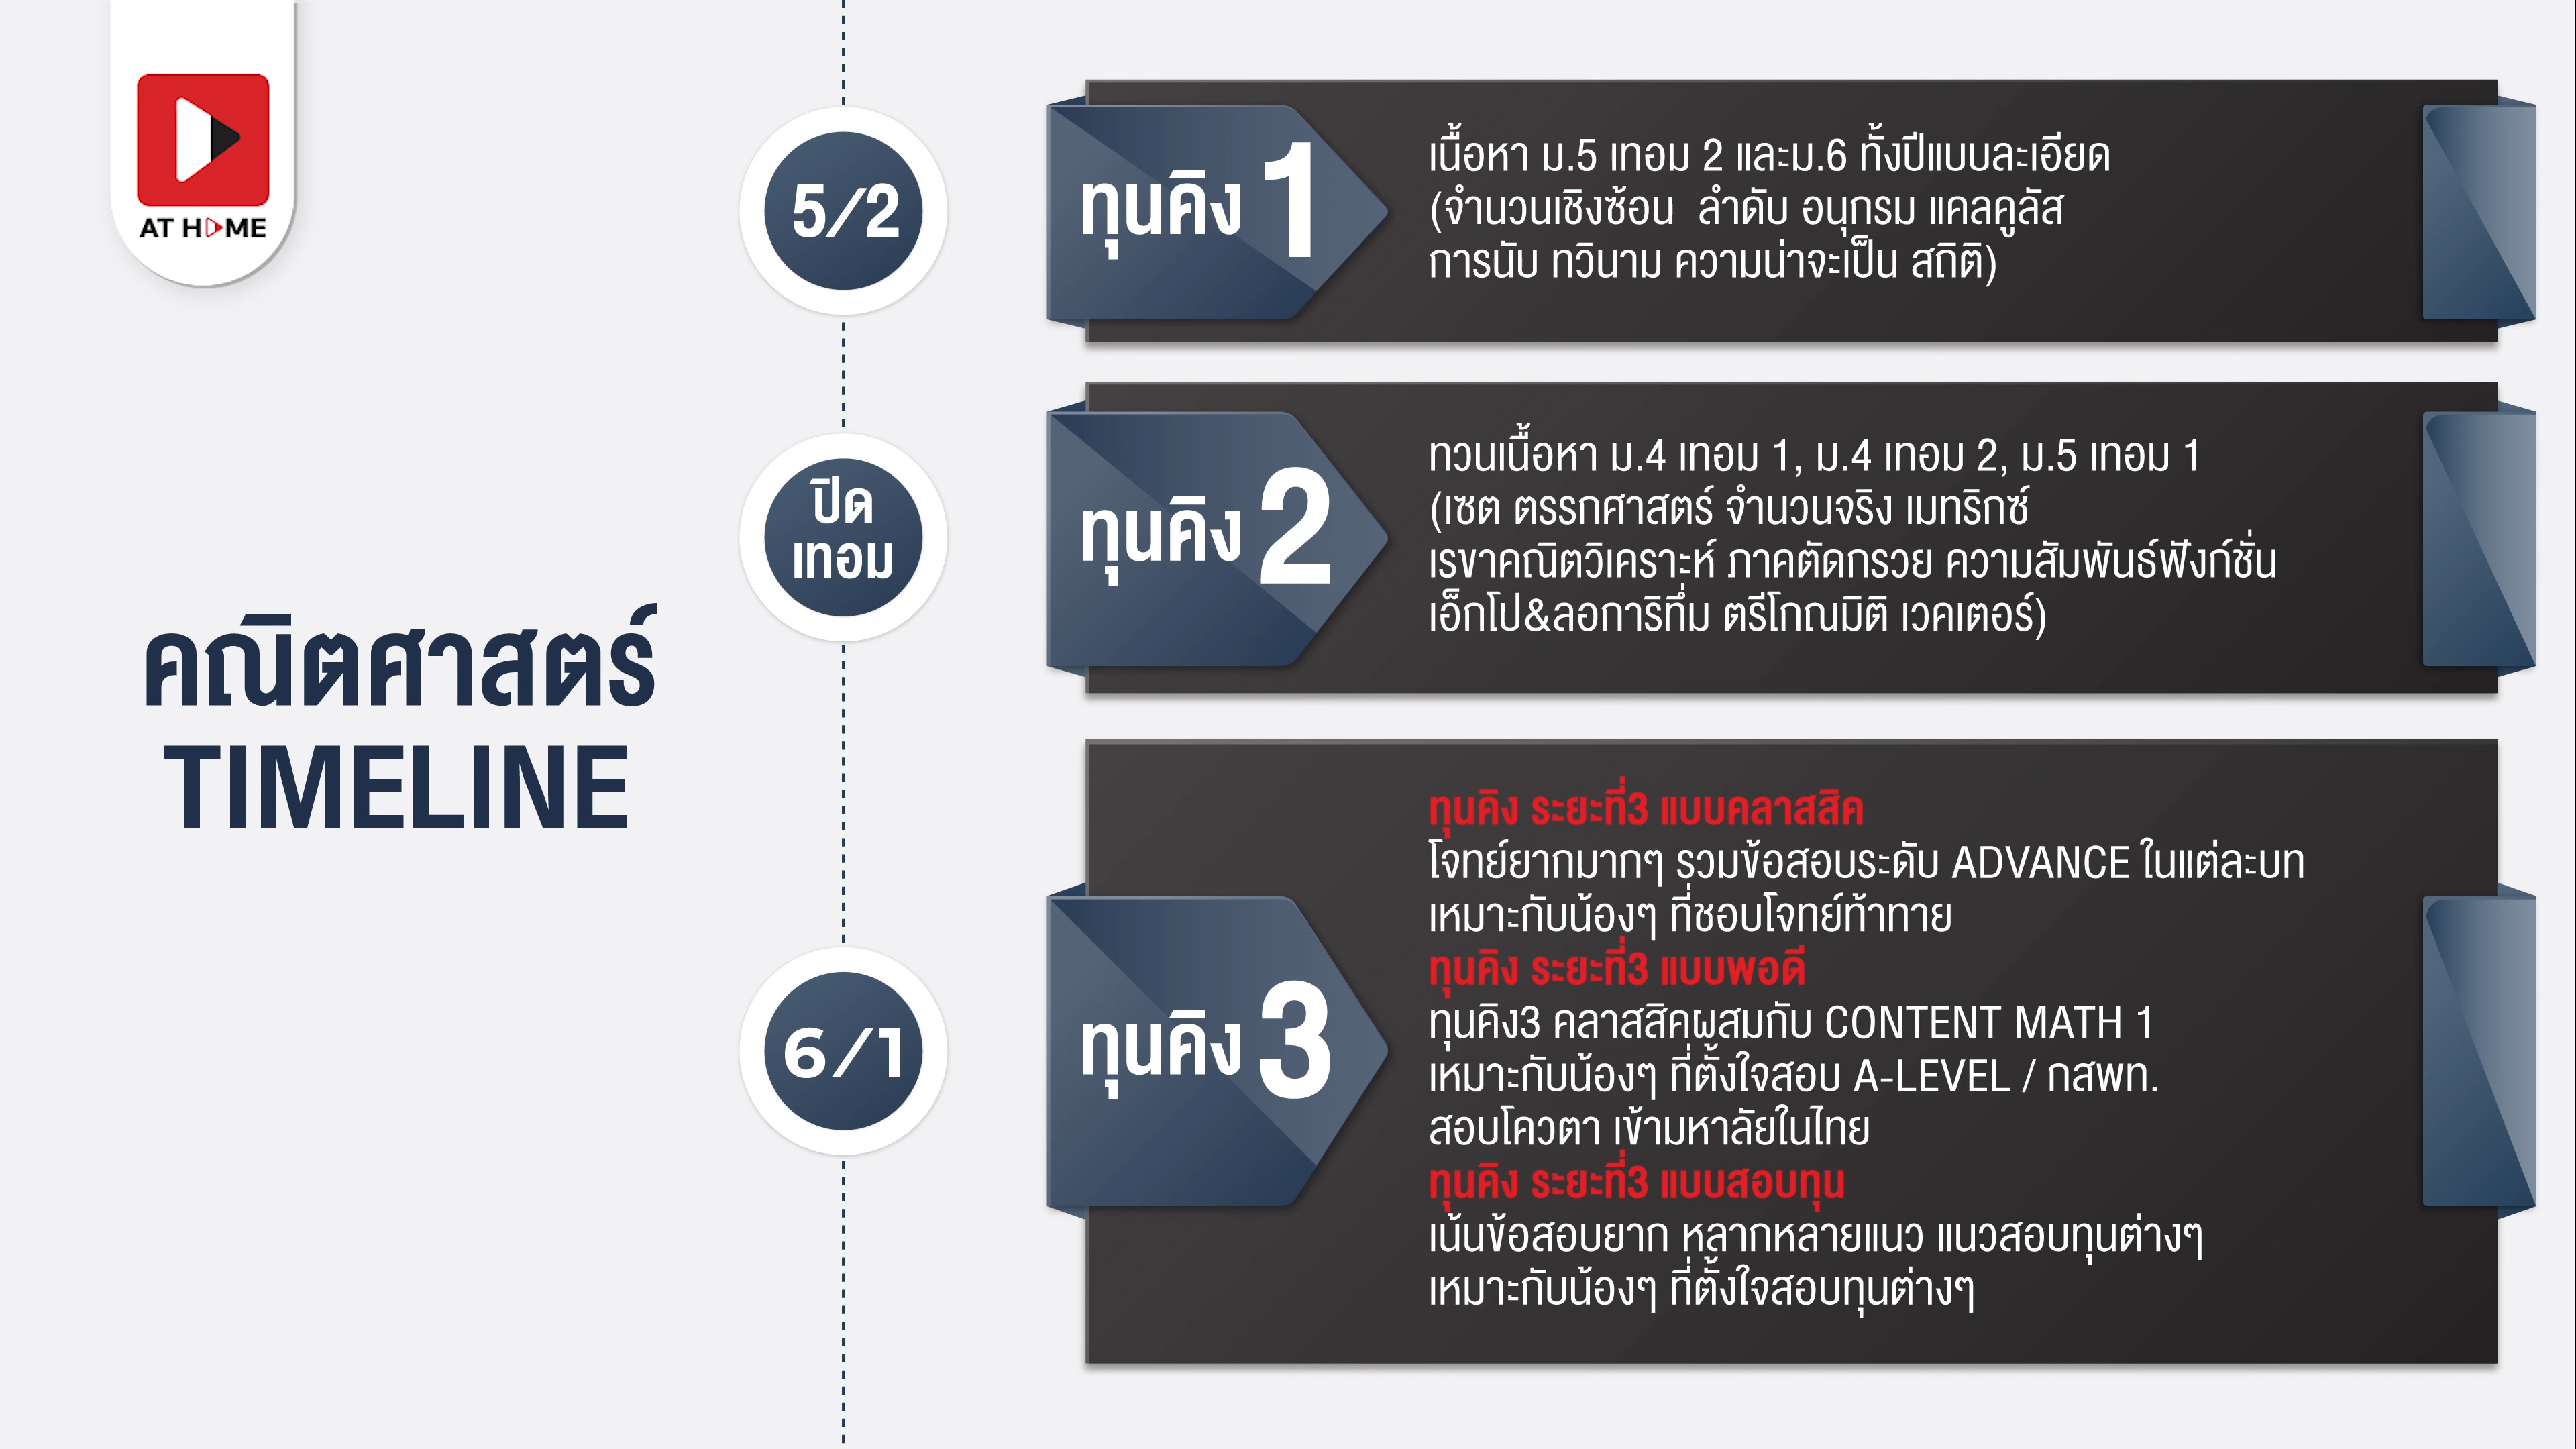 AT HOME
คณิตศาสตร์
TIMELINE
5/2
ทุนคิง 1
เนื้อหา ม.5 เทอม 2 และม.6 ทั้งปีแบบละเอียด
(จำนวนเชิงซ้อน ลำดับ อนุกรม แคลคูลัส
การนับ ทวินาม ความน่าจะเป็น สถิติ)
ปิด
เทอม
ทุนคิง 2
ทวนเนื้อหา ม.4 เทอม 1, ม.4 เทอม 2, ม.5 เทอม 1
(เซต ตรรกศาสตร์ จำนวนจริง เมทริกซ์
เรขาคณิตวิเคราะห์ ภาคตัดกรวย ความสัมพันธ์ฟังก์ชั่น
เอ็กโป&ลอการิทึ่ม ตรีโกณมิติ เวคเตอร์)
6/1
ทุนคิง 3
ทุนคิง ระยะที่3 แบบคลาสสิค
โจทย์ยากมากๆ รวมข้อสอบระดับ ADVANCE ในแต่ละบท
เหมาะกับน้องๆ ที่ชอบโจทย์ท้าทาย
ทุนคิง ระยะที่3 แบบพอดี
ทุนคิง3 คลาสสิคผสมกับ CONTENT MATH 1
เหมาะกับน้องๆ ที่ตั้งใจสอบ A-LEVEL / กสพท.
สอบโควตา เข้ามหาลัยในไทย
ทุนคิง ระยะที่3 แบบสอบทุน
เน้นข้อสอบยาก หลากหลายแนว แนวสอบทุนต่างๆ
เหมาะกับน้องๆ ที่ตั้งใจสอบทุนต่างๆ